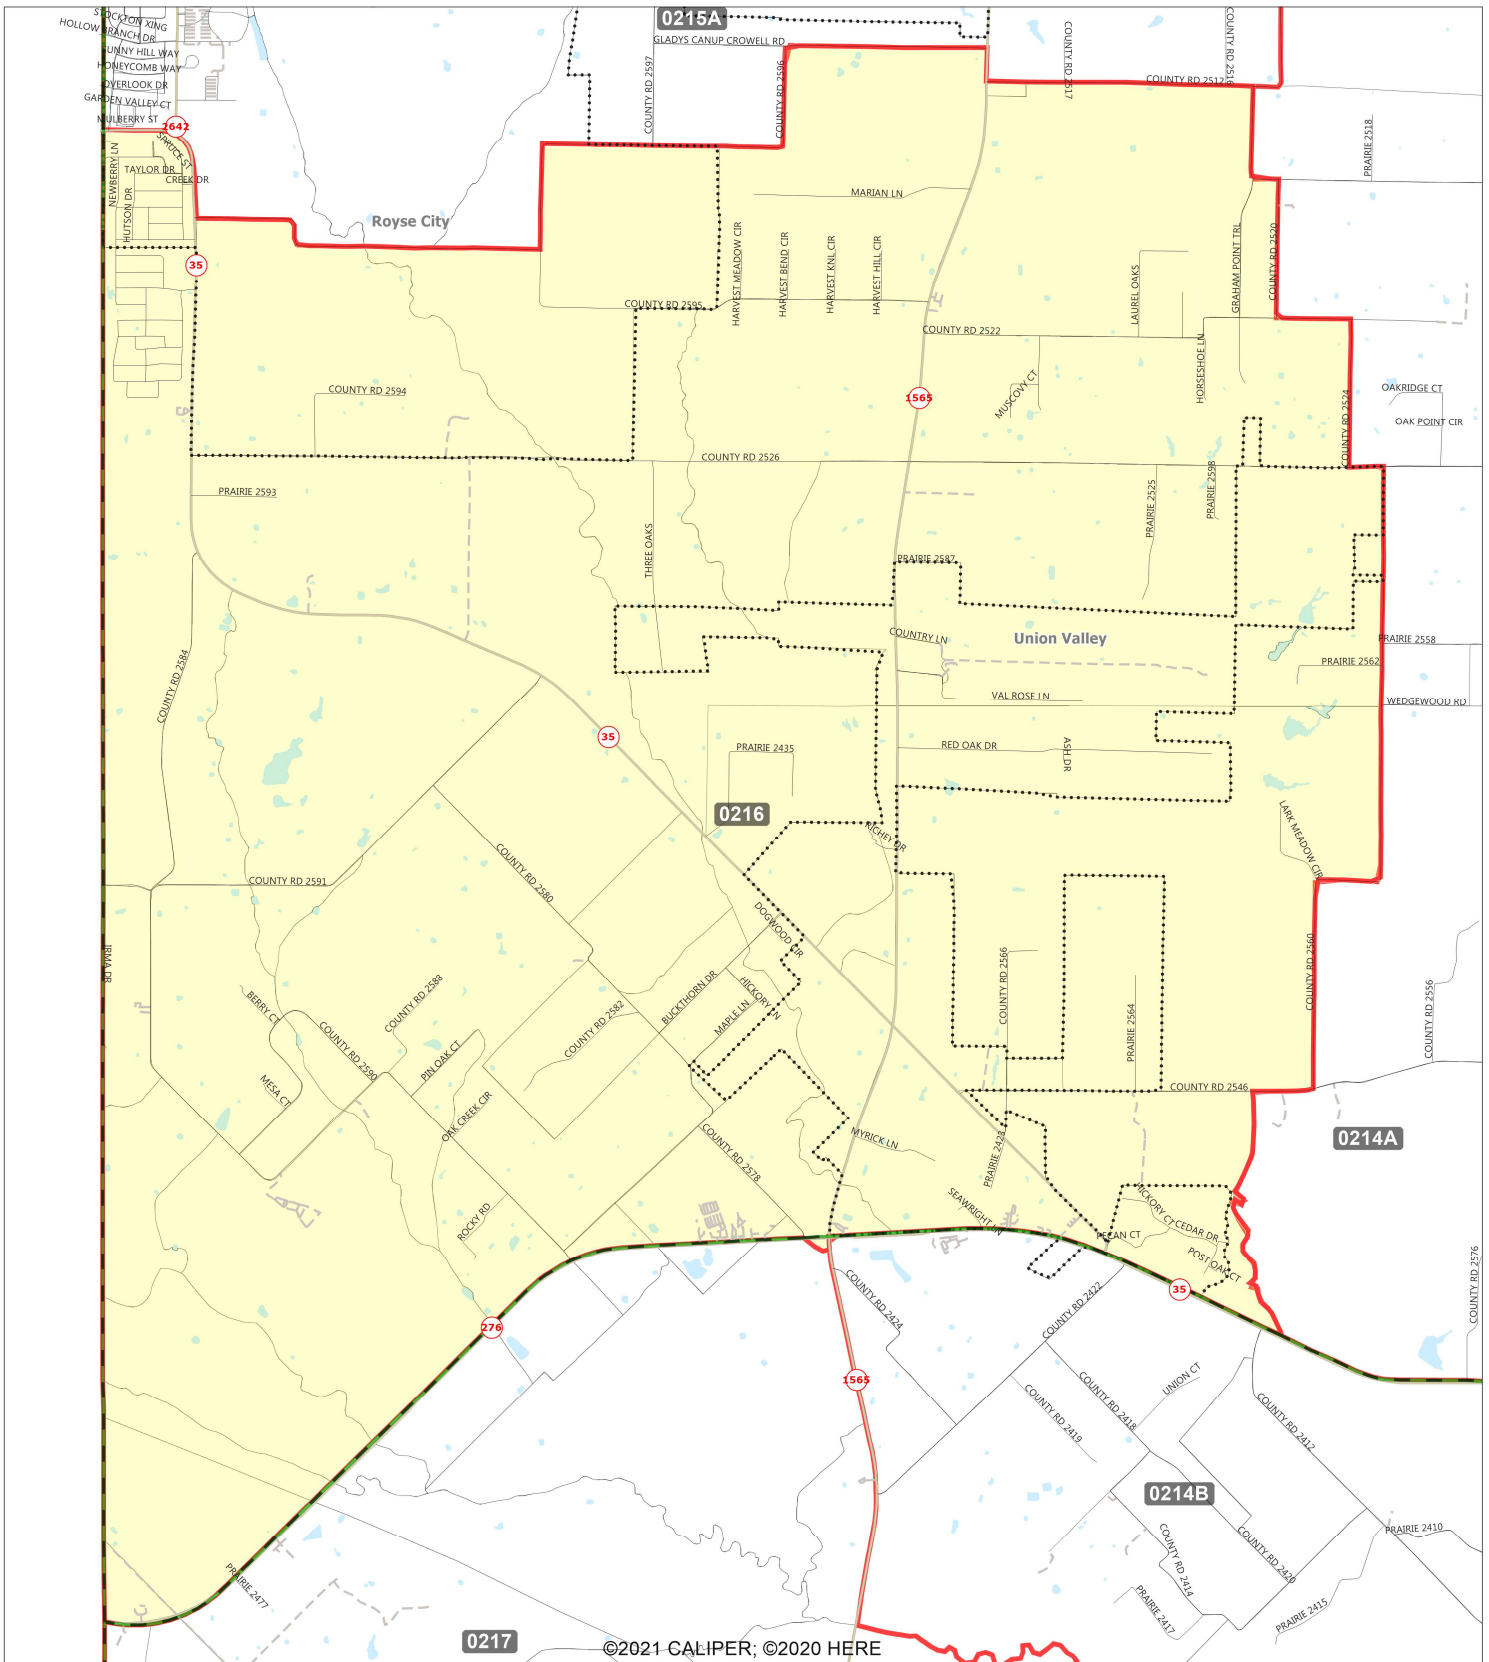 STOCKTON XING
HOLLOW BRANCH DR
SUNNY HILL WAY
HONEYCOMB WAY
OVERLOOK DR
GARDEN VALLEY CT
MULBERRY ST
2642
SPRUCE ST
NEWBERRY LN
TAYLOR DR
CREEK DR
HUTSON DR
35
Royse City
0215A
GLADYS CANUP CROWELL RD
COUNTY RD 2597
COUNTY RD 2596
COUNTY RD 2517
COUNTY RD 2516
COUNTY RD 2512
PRAIRIE 2518
MARIAN LN
HARVEST MEADOW CIR
HARVEST BEND CIR
HARVEST KNL CIR
HARVEST HILL CIR
LAUREL OAKS
GRAHAM POINT TRL
COUNTY RD 2520
COUNTY RD 2595
COUNTY RD 2522
HORSESHOE LN
MUSCOVY CT
COUNTY RD 2594
1565
COUNTY RD 2524
OAKRIDGE CT
OAK POINT CIR
COUNTY RD 2526
PRAIRIE 2593
PRAIRIE 2525
PRAIRIE 2598
THREE OAKS
PRAIRIE 2587
COUNTRY LN
Union Valley
PRAIRIE 2558
PRAIRIE 2562
COUNTY RD 2584
VAL ROSE LN
WEDGEWOOD RD
35
PRAIRIE 2435
RED OAK DR
ASH DR
0216
RICHEY DR
LARK MEADOW CIR
COUNTY RD 2580
COUNTY RD 2591
DOGWOOD CIR
IRMA DR
COUNTY RD 2566
COUNTY RD 2560
BERRY CT
COUNTY RD 2588
BUCKTHORN DR
HICKORY LN
MAPLE LN
COUNTY RD 2582
COUNTY RD 2590
PIN OAK CT
PRAIRIE 2564
COUNTY RD 2556
MESA CT
OAK CREEK CIR
COUNTY RD 2546
COUNTY RD 2578
MYRICK LN
PRAIRIE 2423
0214A
ROCKY RD
SEAWRIGHT LN
HICKORY CT
CEDAR DR
PECAN CT
POST OAK CT
35
COUNTY RD 2576
COUNTY RD 2424
COUNTY RD 2422
276
1565
UNION CT
COUNTY RD 2419
COUNTY RD 2418
COUNTY RD 2412
0214B
PRAIRIE 2410
COUNTY RD 2414
COUNTY RD 2420
PRAIRIE 2417
PRAIRIE 2415
PRAIRIE 2477
0217
©2021 CALIPER; ©2020 HERE